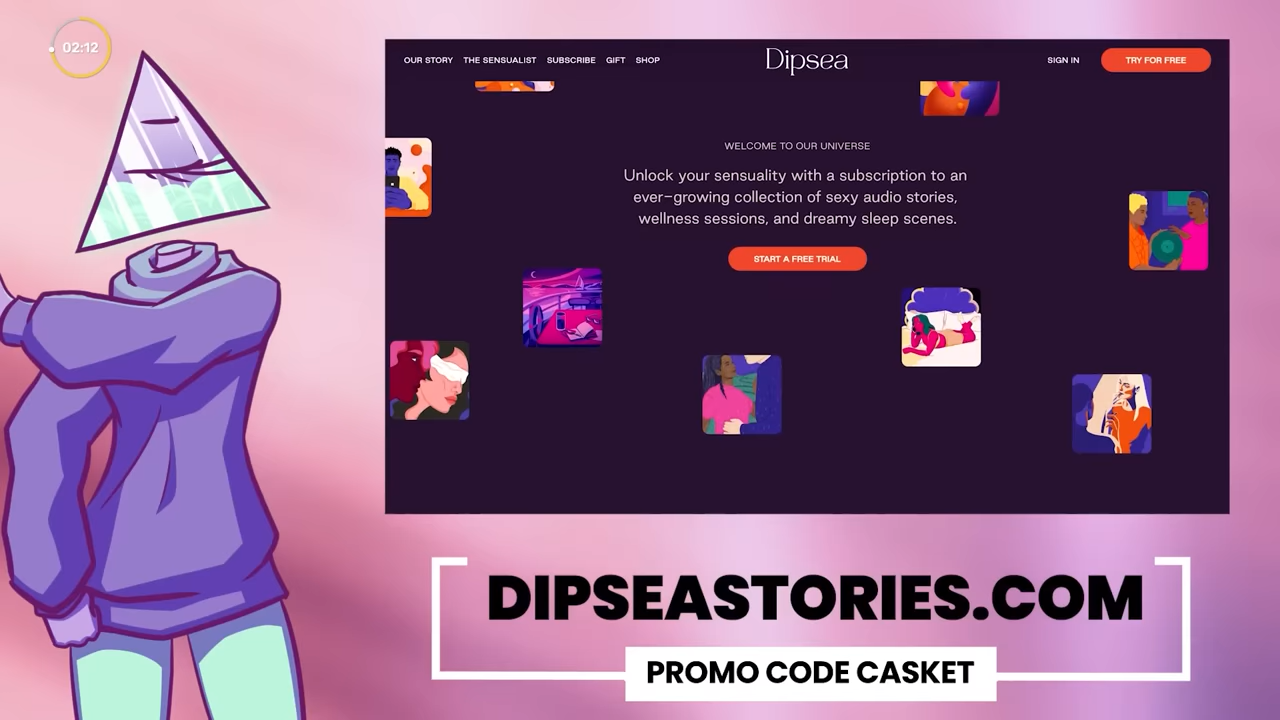 02:12
OUR STORY THE SENSUALIST SUBSCRIBE GIFT SHOP Dipsea SIGN IN TRY FOR FREE
WELCOME TO OUR UNIVERSE
Unlock your sensuality with a subscription to an
ever-growing collection of sexy audio stories,
wellness sessions, and dreamy sleep scenes.
START A FREE TRIAL
DIPSEASTORIES.COM
PROMO CODE CASKET